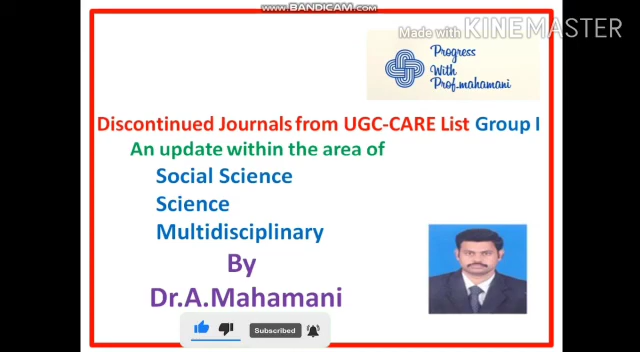 www.BANDICAM.com
Made with KINEMASTER
Progress
With
Prof.mahamani
Discontinued Journals from UGC-CARE List Group I
An update within the area of
Social Science
Science
Multidisciplinary
By
Dr.A.Mahamani
Subscribed